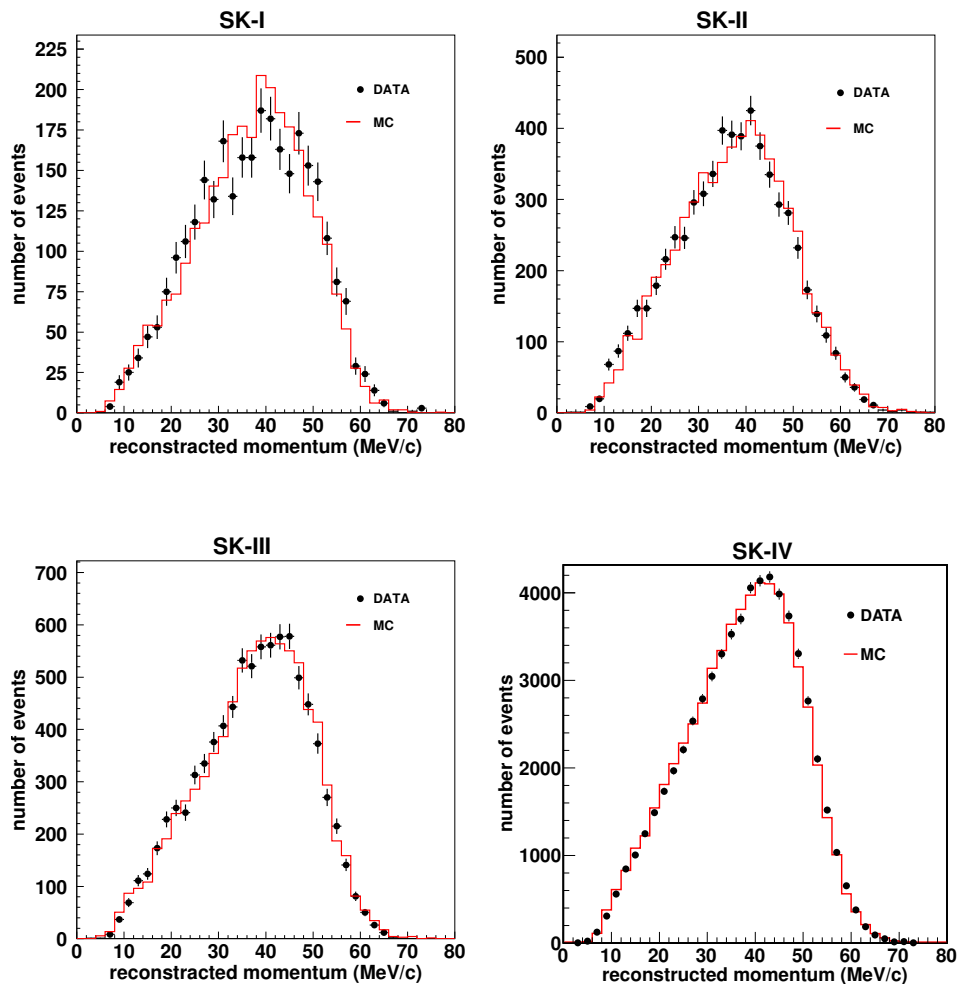 SK-I
225
200
175
150
125
100
75
50
25
0
number of events
DATA
MC
0 10 20 30 40 50 60 70 80
reconstracted momentum (MeV/c)
SK-II
500
400
300
200
100
0
number of events
DATA
MC
0 10 20 30 40 50 60 70 80
reconstracted momentum (MeV/c)
SK-III
700
600
500
400
300
200
100
0
number of events
DATA
MC
0 10 20 30 40 50 60 70 80
reconstracted momentum (MeV/c)
SK-IV
4000
2000
4000
1000
0
number of events
DATA
MC
0 10 20 30 40 50 60 70 80
reconstructed momentum (MeV/c)